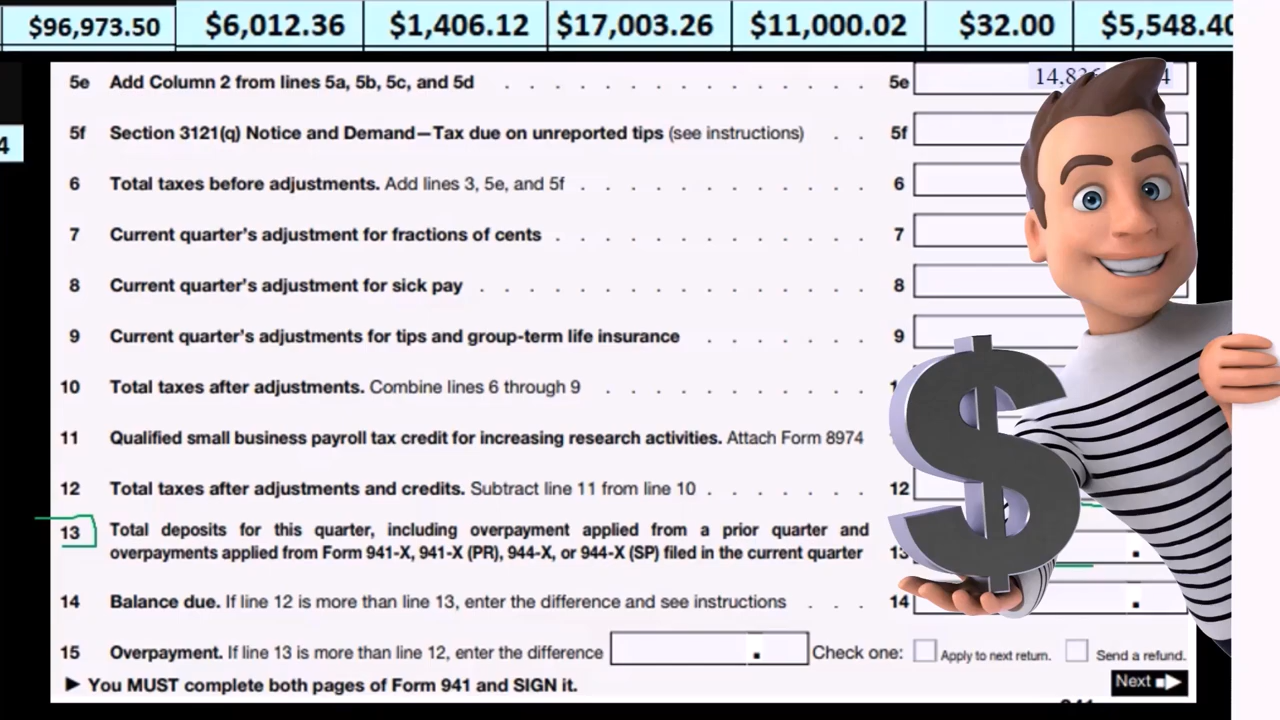 $96,973.50 $6,012.36 $1,406.12 $17,003.26 $11,000.02 $32.00 $5,548.40
4
5e Add Column 2 from lines 5a, 5b, 5c, and 5d . . . . . . . . . . . . . . 5e
5f Section 3121(q) Notice and Demand—Tax due on unreported tips (see instructions) . . 5f
6 Total taxes before adjustments. Add lines 3, 5e, and 5f . . . . . . . . . . . . 6
7 Current quarter's adjustment for fractions of cents . . . . . . . . . . . . . 7
8 Current quarter's adjustment for sick pay . . . . . . . . . . . . . . . 8
9 Current quarter's adjustments for tips and group-term life insurance . . . . . . . 9
10 Total taxes after adjustments. Combine lines 6 through 9 . . . . . . . . . . .
11 Qualified small business payroll tax credit for increasing research activities. Attach Form 8974
12 Total taxes after adjustments and credits. Subtract line 11 from line 10 . . . . . . . 12
13 Total deposits for this quarter, including overpayment applied from a prior quarter and
overpayments applied from Form 941-X, 941-X (PR), 944-X, or 944-X (SP) filed in the current quarter 13 .
14 Balance due. If line 12 is more than line 13, enter the difference and see instructions . . . 14 .
15 Overpayment. If line 13 is more than line 12, enter the difference . Check one: Apply to next return. Send a refund.
► You MUST complete both pages of Form 941 and SIGN it. Next